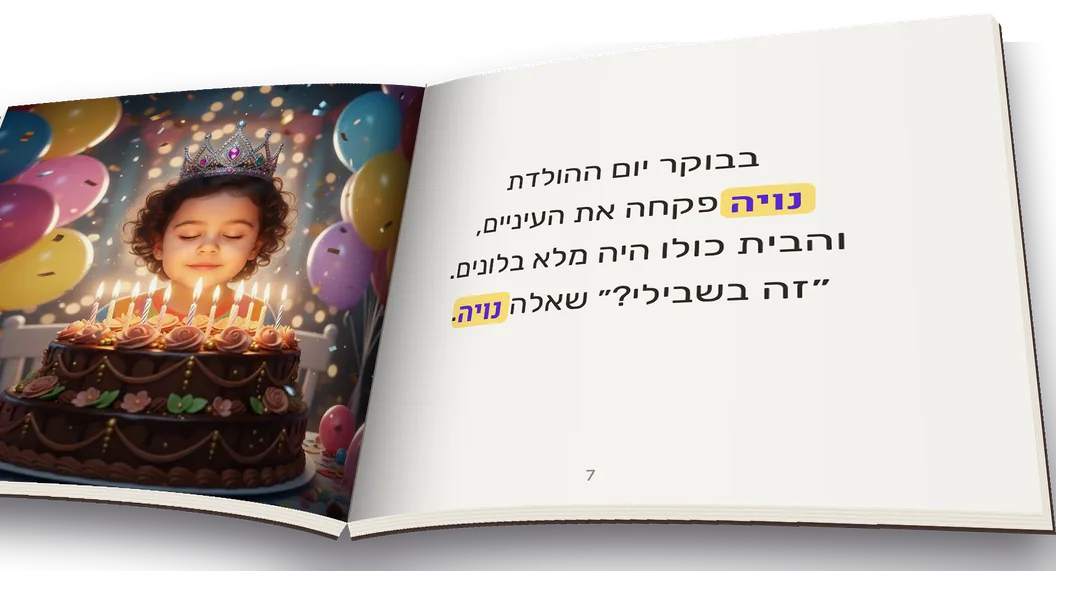 בבוקר יום ההולדת
נויה פקחה את העיניים,
והבית כולו היה מלא בלונים.
״זה בשבילי?״ שאלה נויה.
7